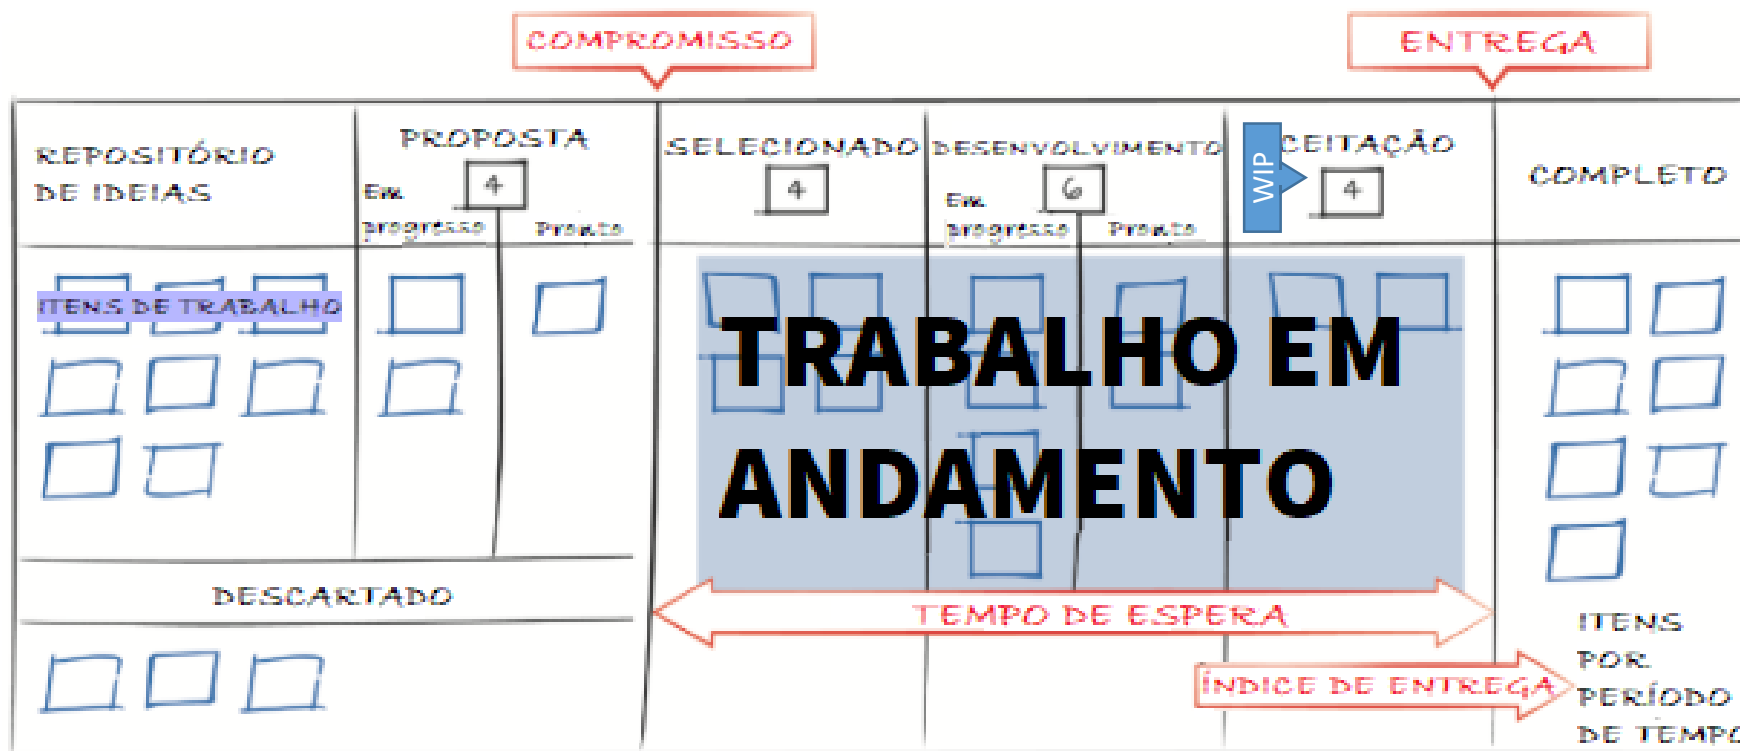 COMPROMISSO
ENTREGA
REPOSITÓRIO
DE IDEIAS
PROPOSTA
4
Em
progresso
Pronto
SELECIONADO
4
DESENVOLVIMENTO
6
Em
progresso
Pronto
WIP
CEITAÇÃO
4
COMPLETO
ITENS DE TRABALHO
TRABALHO EM
ANDAMENTO
DESCARTADO
TEMPO DE ESPERA
ÍNDICE DE ENTREGA
ITENS
POR
PERÍODO
DE TEMPO